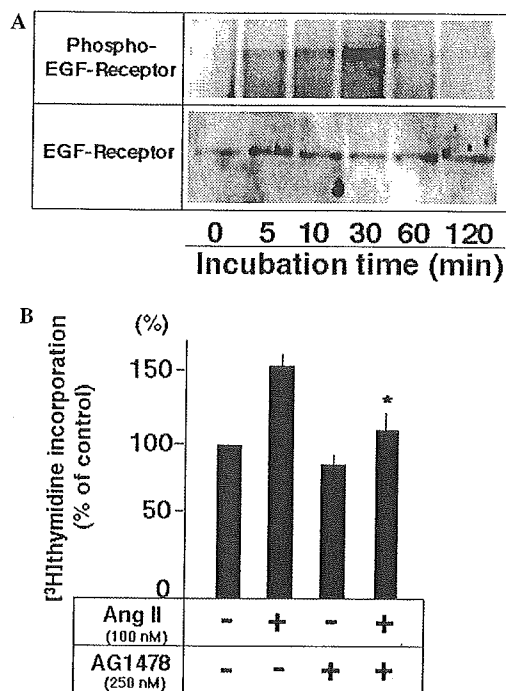 A
Phospho-
EGF-Receptor
EGF-Receptor
0 5 10 30 60 120
Incubation time (min)
B
(%)
[³H]thymidine incorporation
(% of control)
150
100
50
0
*
Ang II
(100 nM)
- + - +
AG1478
(250 nM)
- - + +